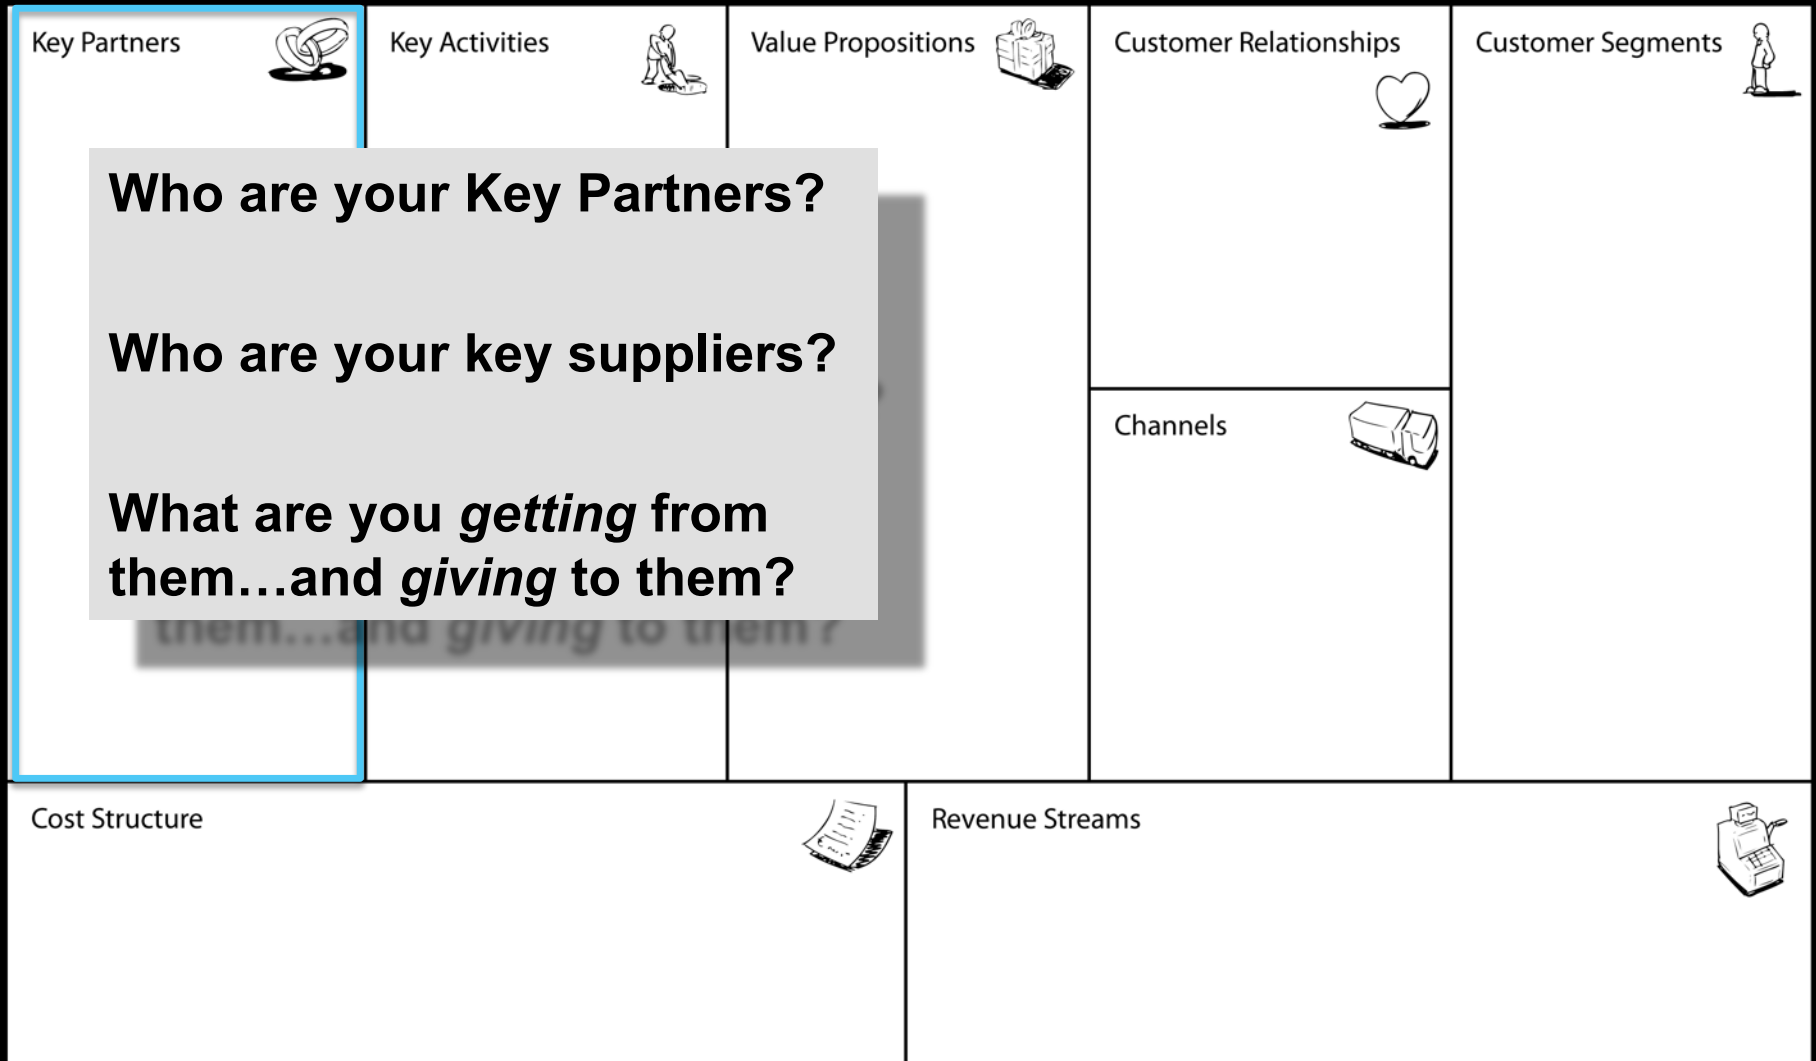 Key Partners
Key Activities
Value Propositions
Customer Relationships
Customer Segments
Who are your Key Partners?
Who are your key suppliers?
What are you getting from
them…and giving to them?
Channels
Cost Structure
Revenue Streams